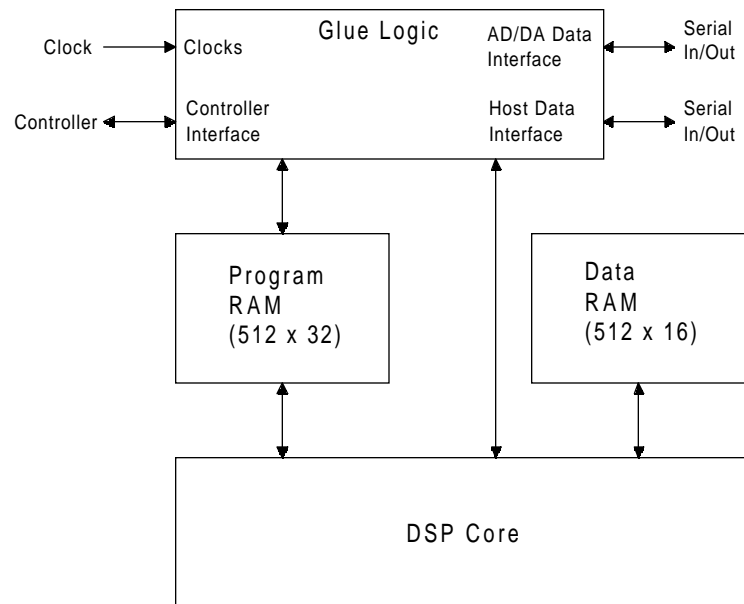 Glue Logic
Clock
Clocks
AD/DA Data
Interface
Serial
In/Out
Controller
Controller
Interface
Host Data
Interface
Serial
In/Out
Program
RAM
(512 x 32)
Data
RAM
(512 x 16)
DSP Core